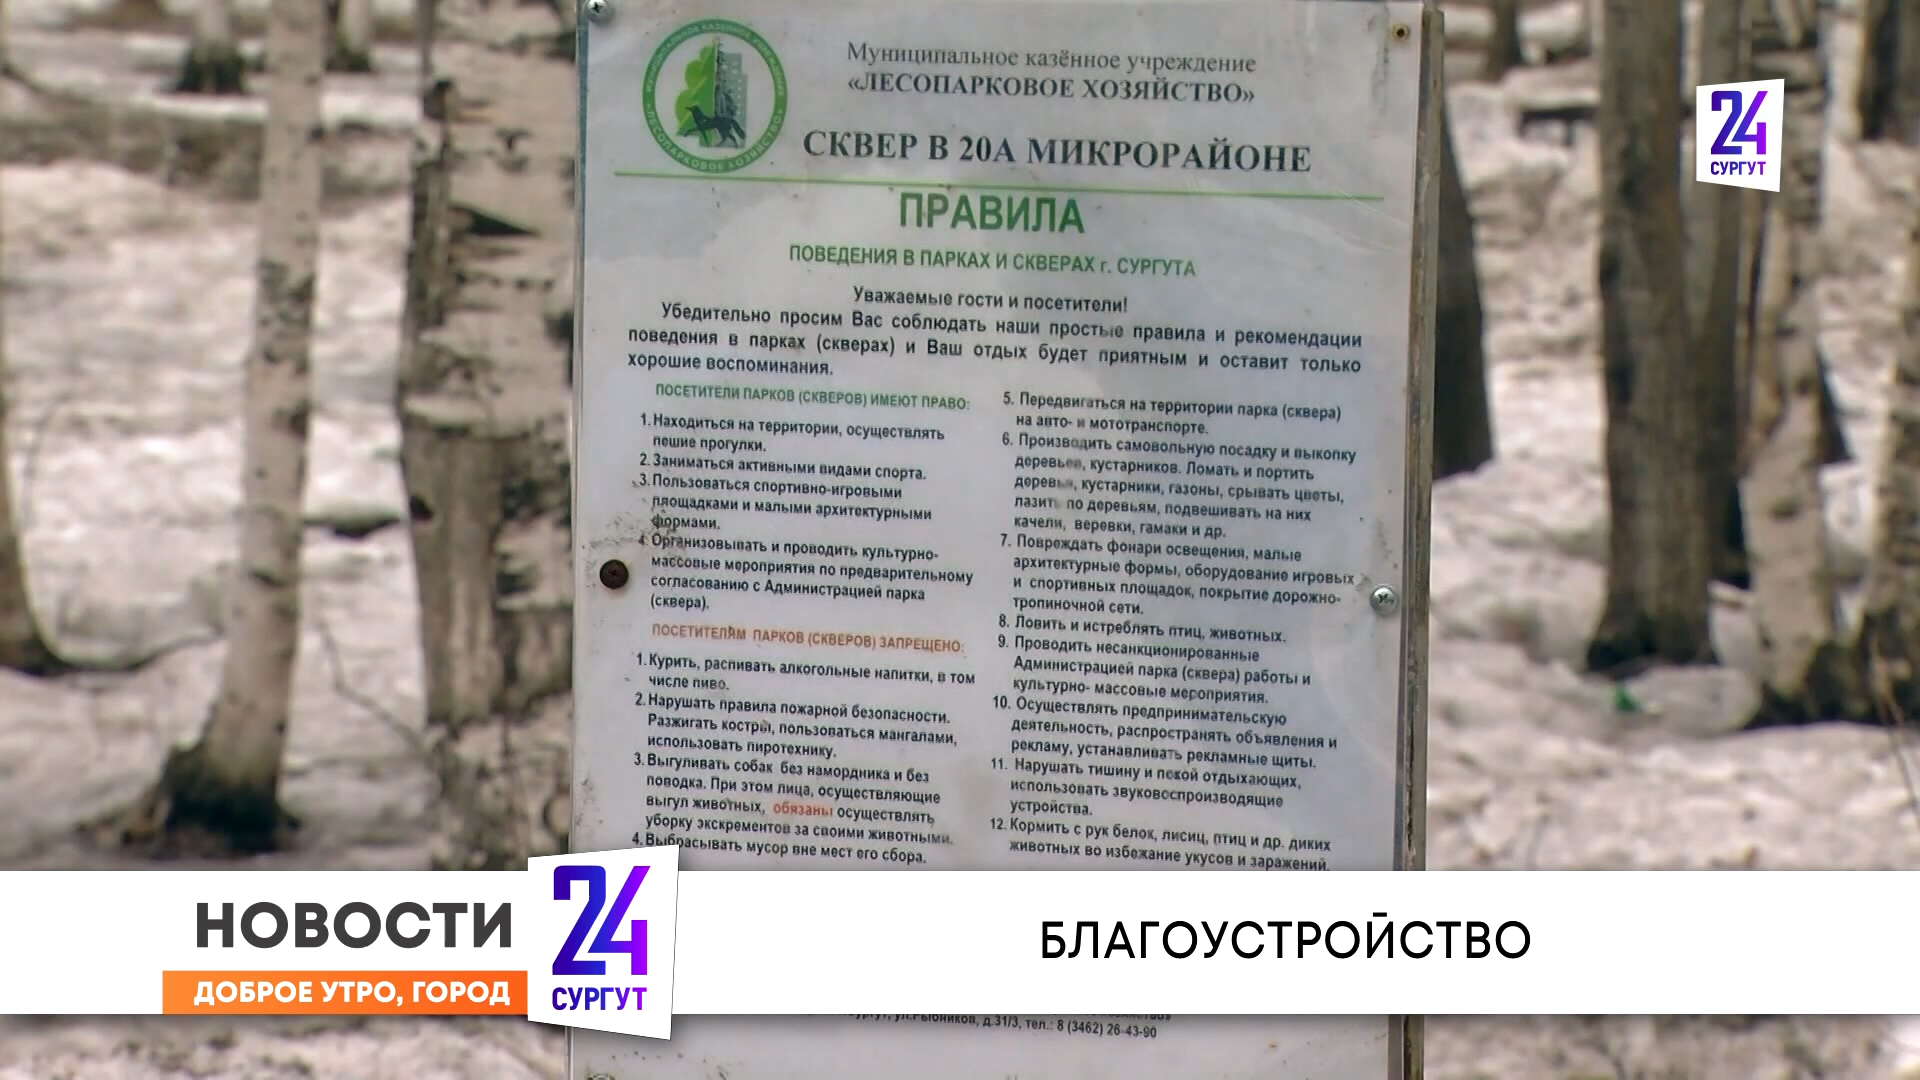 Муниципальное казённое учреждение
«ЛЕСОПАРКОВОЕ ХОЗЯЙСТВО»
СКВЕР В 20А МИКРОРАЙОНЕ
24
СУРГУТ
ПРАВИЛА
ПОВЕДЕНИЯ В ПАРКАХ И СКВЕРАХ г. СУРГУТА
Уважаемые гости и посетители!
Убедительно просим Вас соблюдать наши простые правила и рекомендации
поведения в парках (скверах) и Ваш отдых будет приятным и оставит только
хорошие воспоминания.
ПОСЕТИТЕЛИ ПАРКОВ (СКВЕРОВ) ИМЕЮТ ПРАВО:
1. Находиться на территории, осуществлять
пешие прогулки.
2. Заниматься активными видами спорта.
3. Пользоваться спортивно-игровыми
площадками и малыми архитектурными
формами.
4. Организовывать и проводить культурно-
массовые мероприятия по предварительному
согласованию с Администрацией парка
(сквера).
ПОСЕТИТЕЛЯМ ПАРКОВ (СКВЕРОВ) ЗАПРЕЩЕНО:
1. Курить, распивать алкогольные напитки, в том
числе пиво.
2. Нарушать правила пожарной безопасности.
Разжигать костры, пользоваться мангалами,
использовать пиротехнику.
3. Выгуливать собак без намордника и без
поводка. При этом лица, осуществляющие
выгул животных, обязаны осуществлять
уборку экскрементов за своими животными.
4. Выбрасывать мусор вне мест его сбора.
5. Передвигаться на территории парка (сквера)
на авто- и мототранспорте.
6. Производить самовольную посадку и выкопку
деревьев, кустарников. Ломать и портить
деревья, кустарники, газоны, срывать цветы,
лазить по деревьям, подвешивать на них
качели, веревки, гамаки и др.
7. Повреждать фонари освещения, малые
архитектурные формы, оборудование игровых
и спортивных площадок, покрытие дорожно-
тропиночной сети.
8. Ловить и истреблять птиц, животных.
9. Проводить несанкционированные
Администрацией парка (сквера) работы и
культурно- массовые мероприятия.
10. Осуществлять предпринимательскую
деятельность, распространять объявления и
рекламу, устанавливать рекламные щиты.
11. Нарушать тишину и покой отдыхающих,
использовать звуковоспроизводящие
устройства.
12. Кормить с рук белок, лисиц, птиц и др. диких
животных во избежание укусов и заражений.
НОВОСТИ
ДОБРОЕ УТРО, ГОРОД
24
СУРГУТ
БЛАГОУСТРОЙСТВО
ул.Рыбников, д.31/3, тел.: 8 (3462) 26-43-90